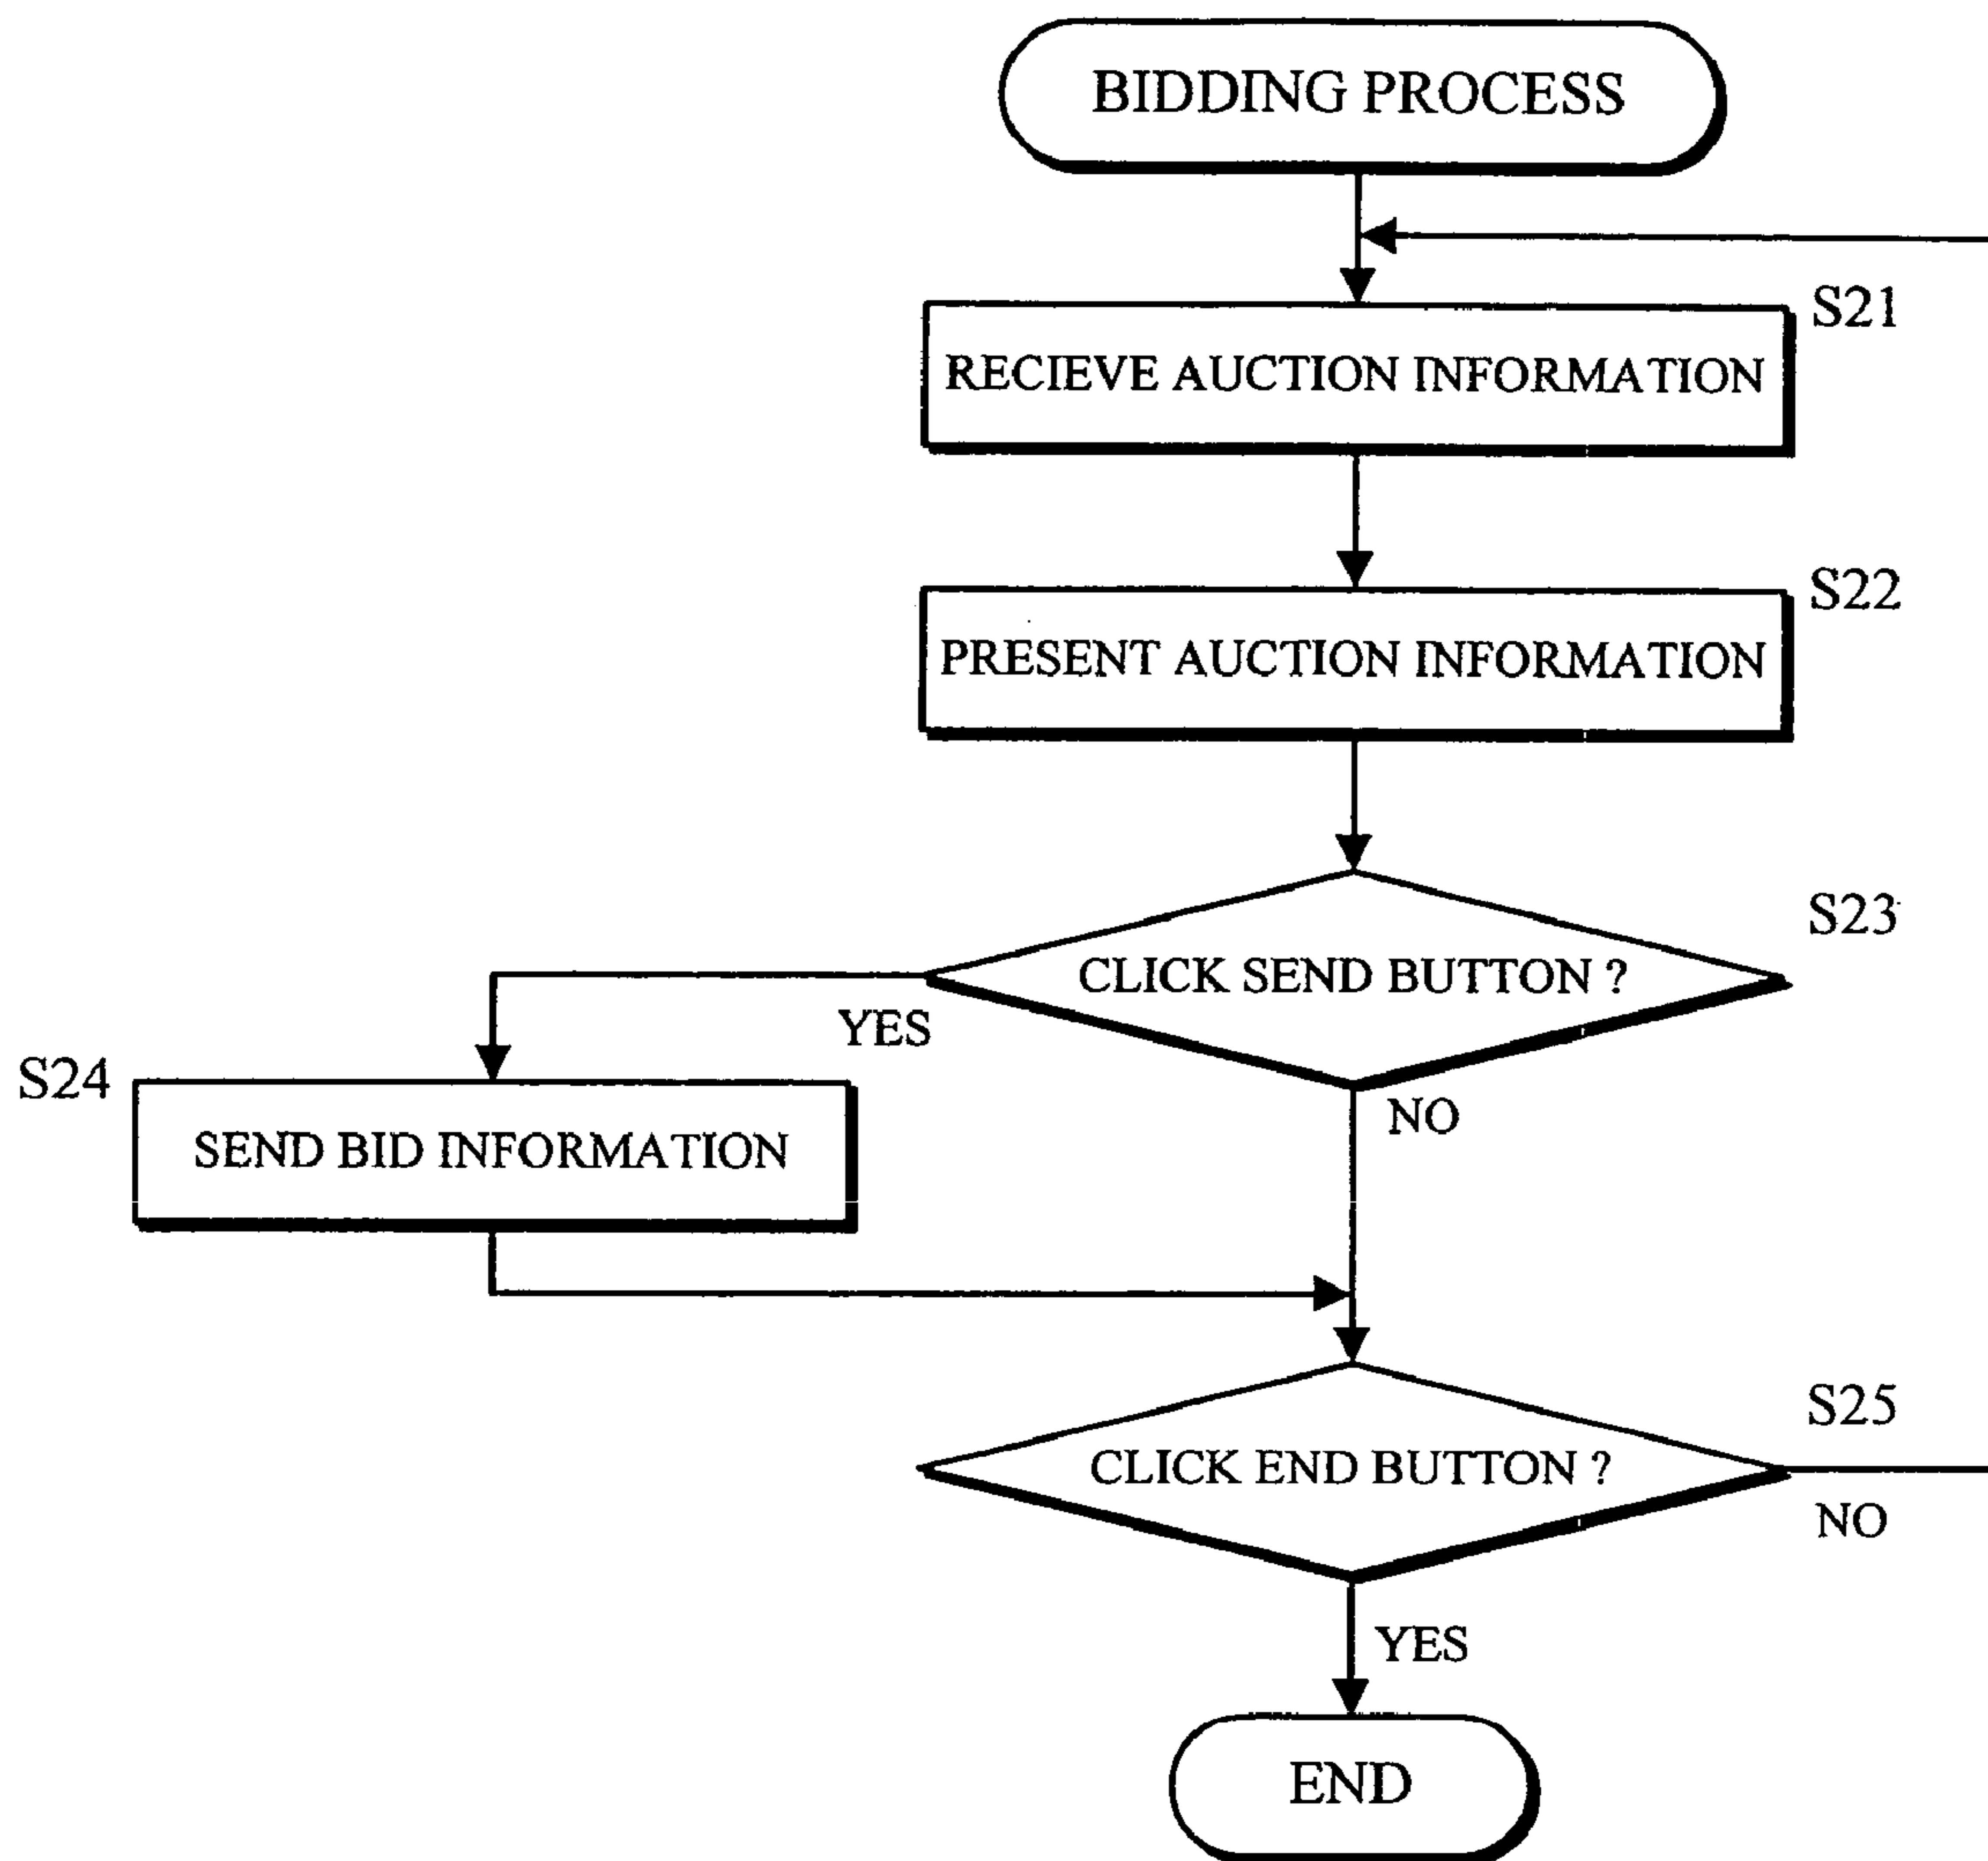 BIDDING PROCESS
S21
RECIEVE AUCTION INFORMATION
S22
PRESENT AUCTION INFORMATION
S23
CLICK SEND BUTTON ?
YES
NO
S24
SEND BID INFORMATION
S25
CLICK END BUTTON ?
NO
YES
END